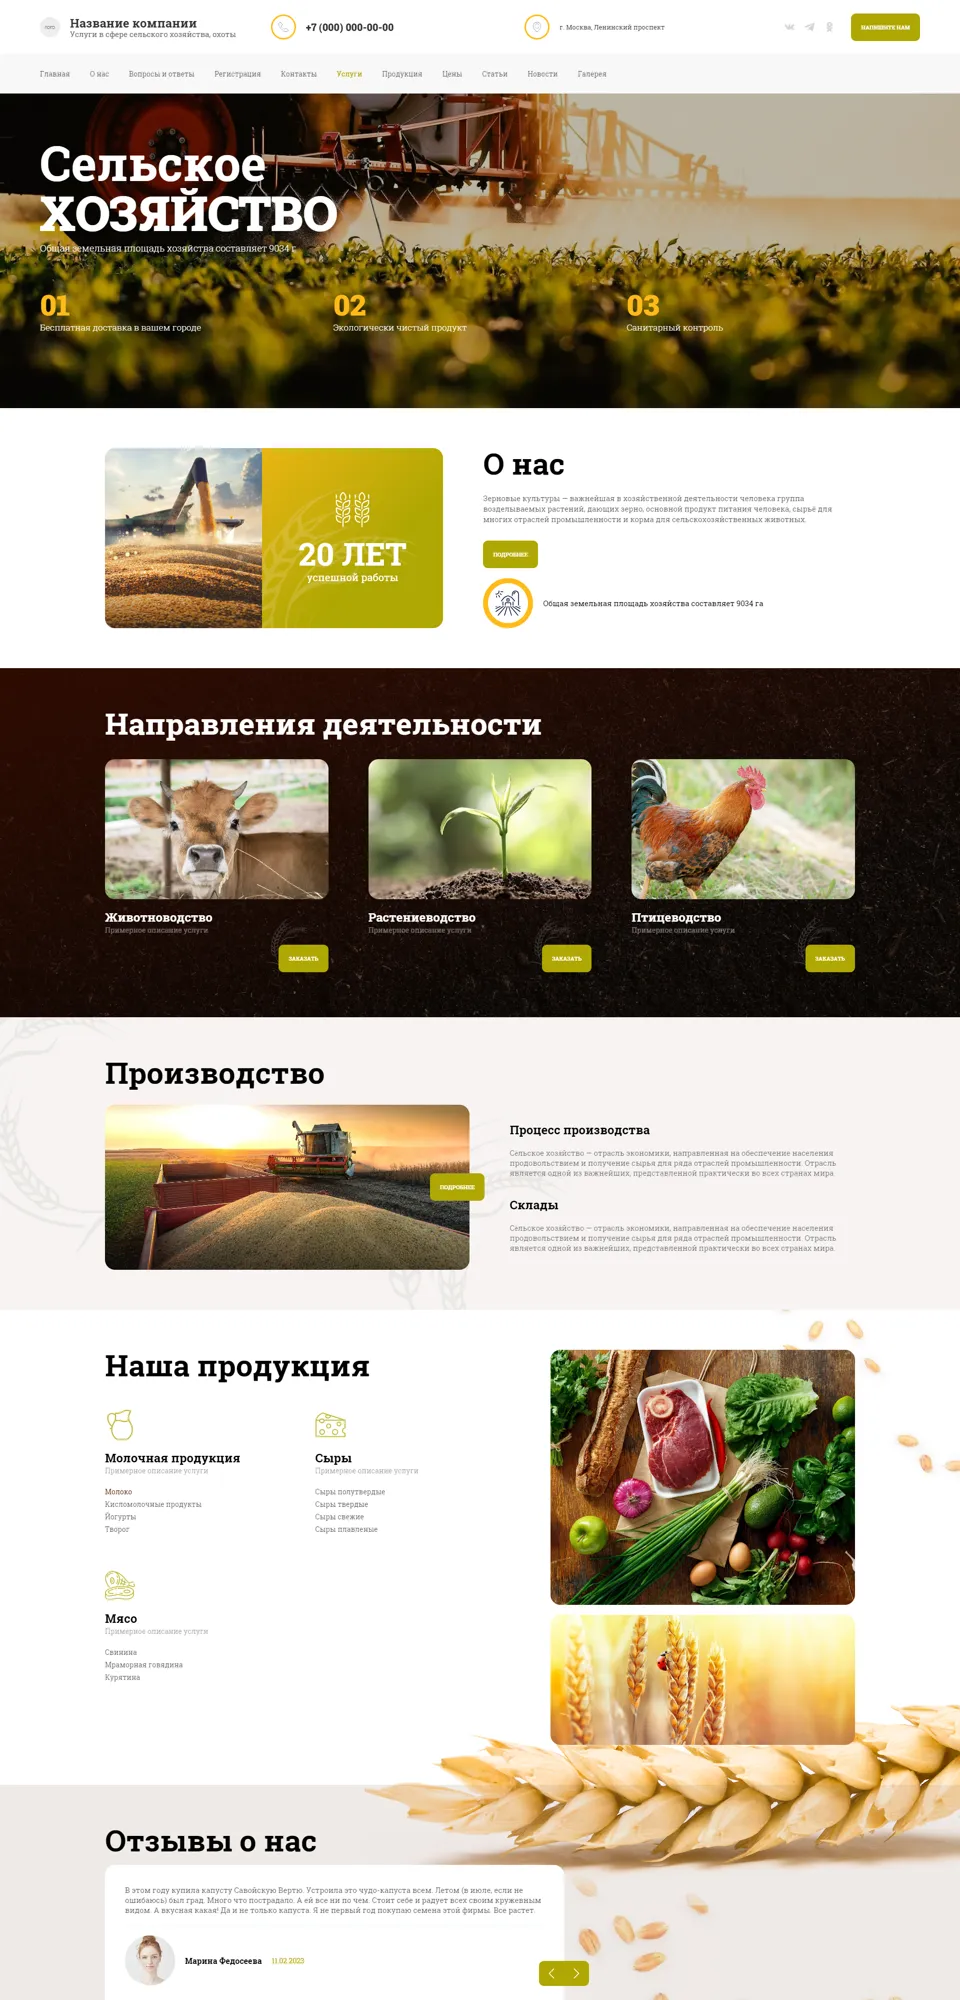 Название компании
Услуги в сфере сельского хозяйства, охоты
+7 (000) 000-00-00
г. Москва, Ленинский проспект
НАПИШИТЕ НАМ
Главная
О нас
Вопросы и ответы
Регистрация
Контакты
Услуги
Продукция
Цены
Статьи
Новости
Галерея
Сельское
ХОЗЯЙСТВО
Общая земельная площадь хозяйства составляет 9034 г
01
Бесплатная доставка в вашем городе
02
Экологически чистый продукт
03
Санитарный контроль
20 ЛЕТ
успешной работы
О нас
Зерновые культуры — важнейшая в хозяйственной деятельности человека группа
возделываемых растений, дающих зерно, основной продукт питания человека, сырьё для
многих отраслей промышленности и корма для сельскохозяйственных животных.
ПОДРОБНЕЕ
Общая земельная площадь хозяйства составляет 9034 га
Направления деятельности
Животноводство
Примерное описание услуги
ЗАКАЗАТЬ
Растениеводство
Примерное описание услуги
ЗАКАЗАТЬ
Птицеводство
Примерное описание услуги
ЗАКАЗАТЬ
Производство
ПОДРОБНЕЕ
Процесс производства
Сельское хозяйство — отрасль экономики, направленная на обеспечение населения
продовольствием и получение сырья для ряда отраслей промышленности. Отрасль
является одной из важнейших, представленной практически во всех странах мира.
Склады
Сельское хозяйство — отрасль экономики, направленная на обеспечение населения
продовольствием и получение сырья для ряда отраслей промышленности. Отрасль
является одной из важнейших, представленной практически во всех странах мира.
Наша продукция
Молочная продукция
Примерное описание услуги
Молоко
Кисломолочные продукты
Йогурты
Творог
Сыры
Примерное описание услуги
Сыры полутвердые
Сыры твердые
Сыры свежие
Сыры плавленые
Мясо
Примерное описание услуги
Свинина
Мраморная говядина
Курятина
Отзывы о нас
В этом году купила капусту Савойскую Вертю. Устроила это чудо-капуста всем. Летом (в июле, если не
ошибаюсь) был град. Много что пострадало. А ей все ни по чем. Стоит себе и радует всех своим кружевным
видом. А вкусная какая! Да и не только капуста. Я не первый год покупаю семена этой фирмы. Все растет.
Марина Федосеева
11.02.2023